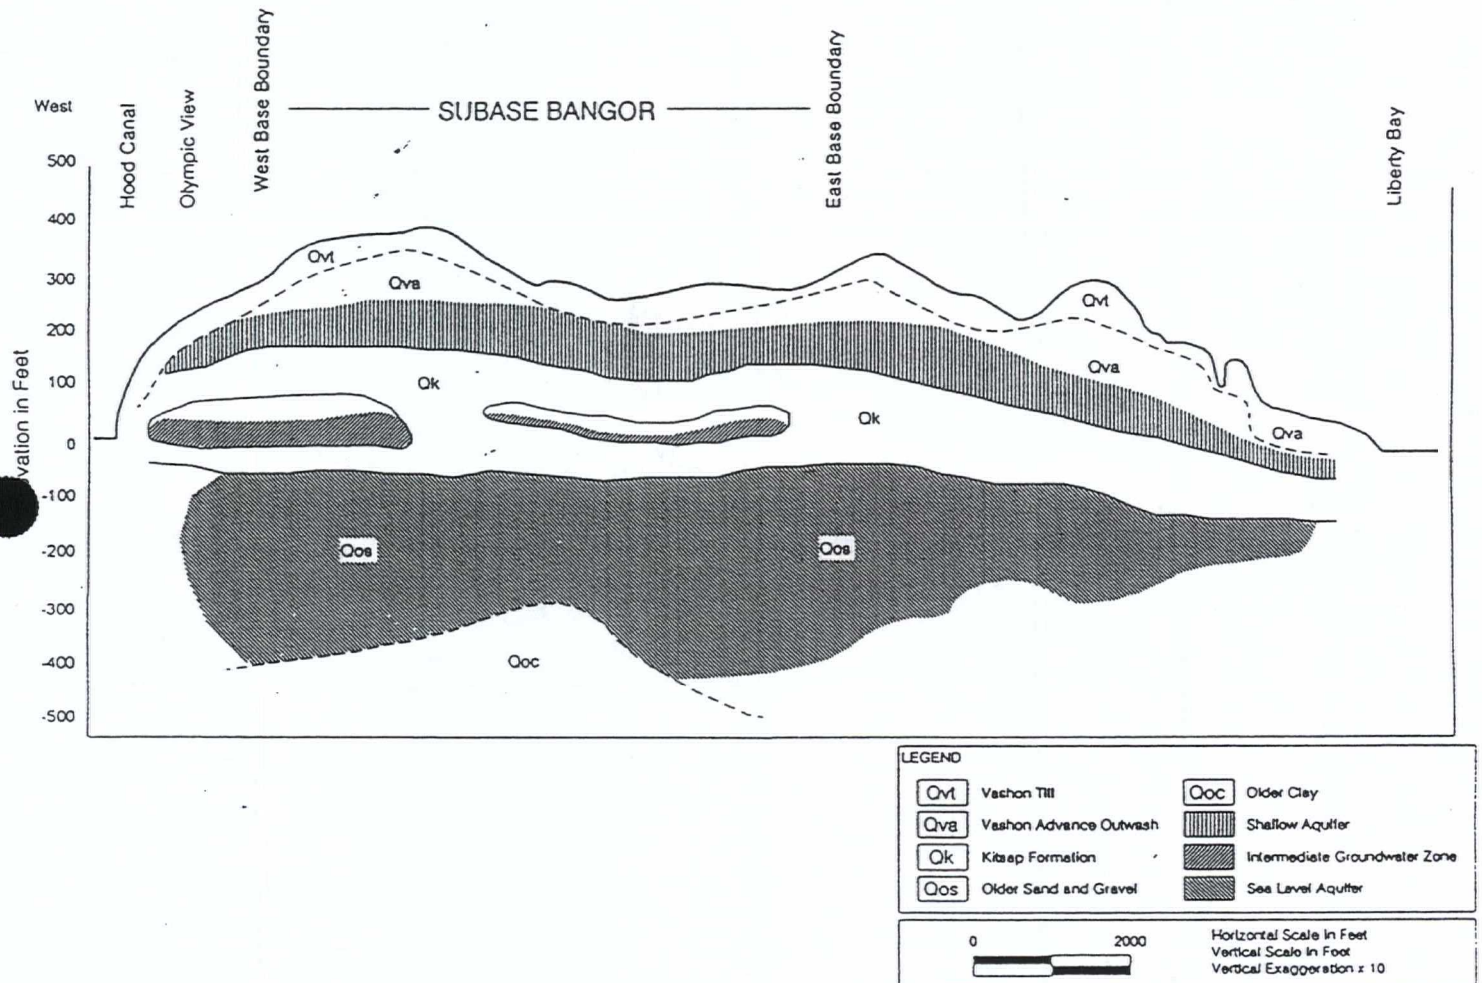 West
Hood Canal
Olympic View
West Base Boundary
SUBASE BANGOR
East Base Boundary
Liberty Bay
500
400
300
200
100
0
-100
-200
-300
-400
-500
vation in Feet
Qvt
Qva
Qk
Qos
Qoc
Qk
Qos
Qvt
Qva
Qva
LEGEND
Qvt Vashon Till
Qva Vashon Advance Outwash
Qk Kitsap Formation
Qos Older Sand and Gravel
Qoc Older Clay
Shallow Aquifer
Intermediate Groundwater Zone
Sea Level Aquifer
0 2000
Horizontal Scale in Feet
Vertical Scale in Foot
Vertical Exaggeration x 10